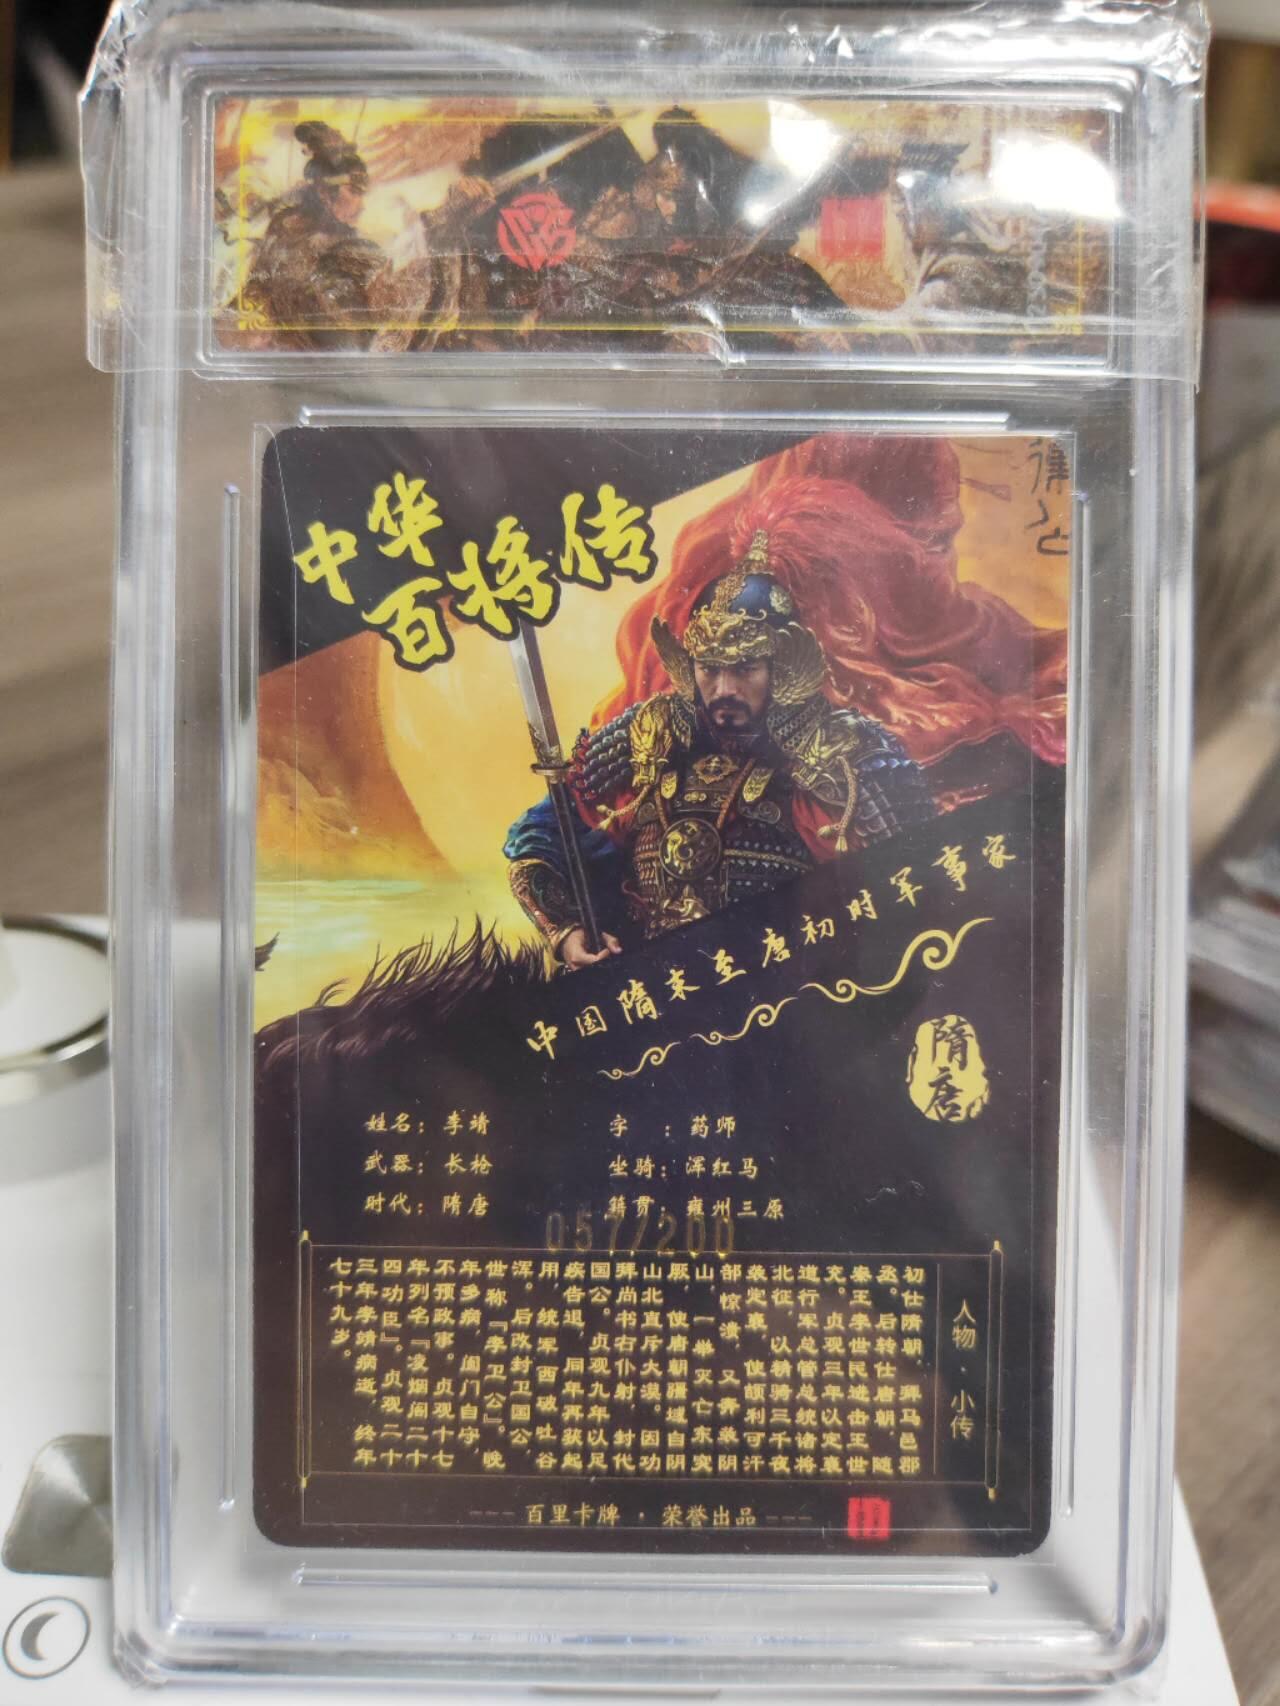 中华
百将传
中国隋末至唐初时军事家
隋唐
姓名：李靖
字：药师
武器：长枪
坐骑：浑红马
时代：隋唐
籍贯：雍州三原
057/200
人物·小传
初仕隋朝，拜马邑郡
丞。后转仕唐朝，随
秦王李世民进击王世
充。贞观三年以定襄
道行军总管总统诸将
北征，以精骑三千夜
袭定襄，使颉利可汗
部惊溃，又奔袭阴
山，一举灭亡东突
厥，使唐朝疆域自阴
山北直斥大漠。因功
拜尚书右仆射，封代
国公。贞观九年以足
疾告退，同年再获起
用，统军西破吐谷
浑。后改封卫国公，
世称『李卫公』。晚
年多病，阖门自守，
不预政事。贞观十七
年列名『凌烟阁二十
四功臣』。贞观二十
三年李靖病逝，终年
七十九岁。
---百里卡牌·荣誉出品---